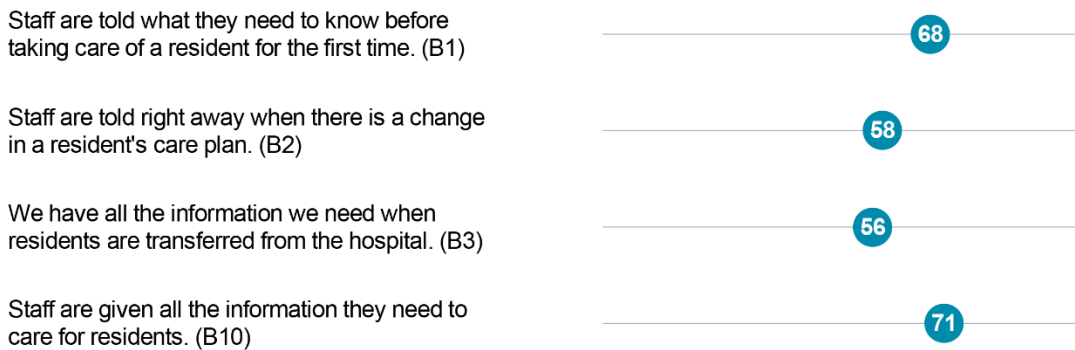 Staff are told what they need to know before
taking care of a resident for the first time. (B1)
68
Staff are told right away when there is a change
in a resident's care plan. (B2)
58
We have all the information we need when
residents are transferred from the hospital. (B3)
56
Staff are given all the information they need to
care for residents. (B10)
71